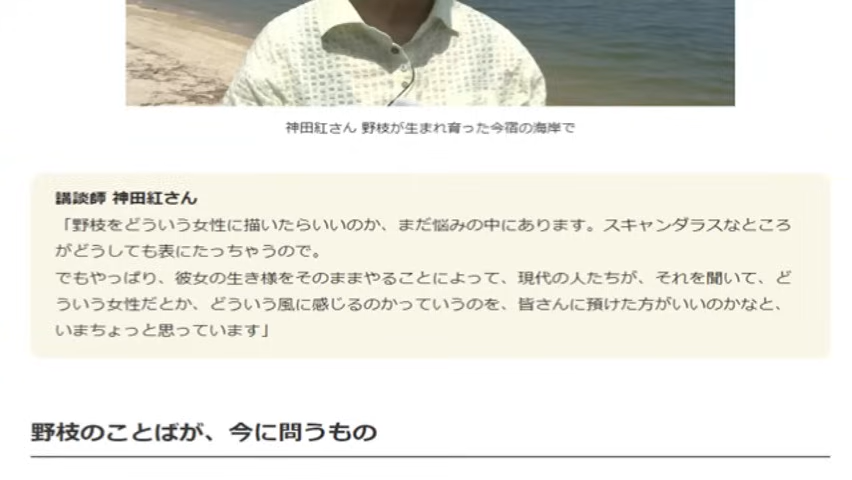 神田紅さん 野枝が生まれ育った今宿の海岸で
講談師 神田紅さん
「野枝をどういう女性に描いたらいいのか、まだ悩みの中にあります。スキャンダラスなところ
がどうしても表にたっちゃうので。
でもやっぱり、彼女の生き様をそのままやることによって、現代の人たちが、それを聞いて、ど
ういう女性だとか、どういう風に感じるのかっていうのを、皆さんに預けた方がいいのかなと、
いまちょっと思っています」
野枝のことばが、今に問うもの